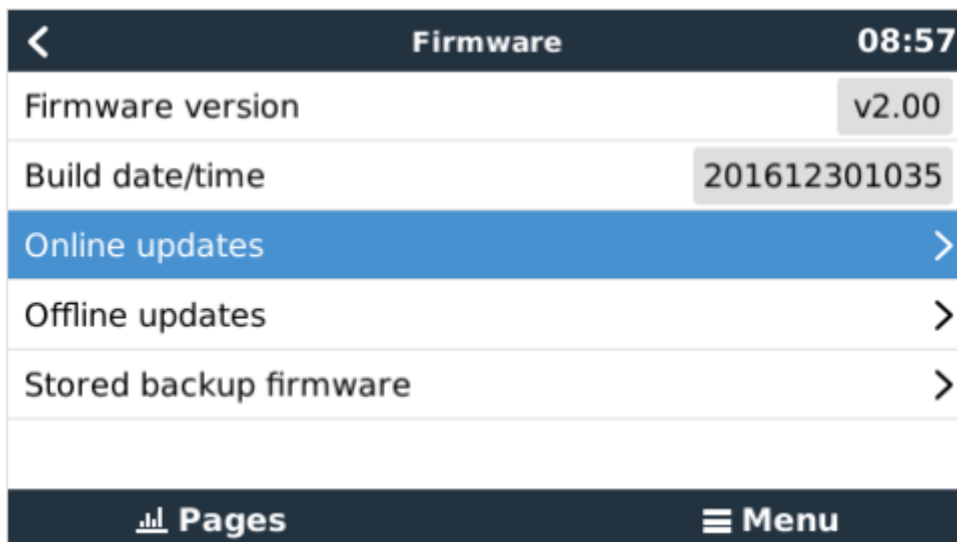 Firmware 08:57
Firmware version v2.00
Build date/time 201612301035
Online updates
Offline updates
Stored backup firmware
Pages Menu